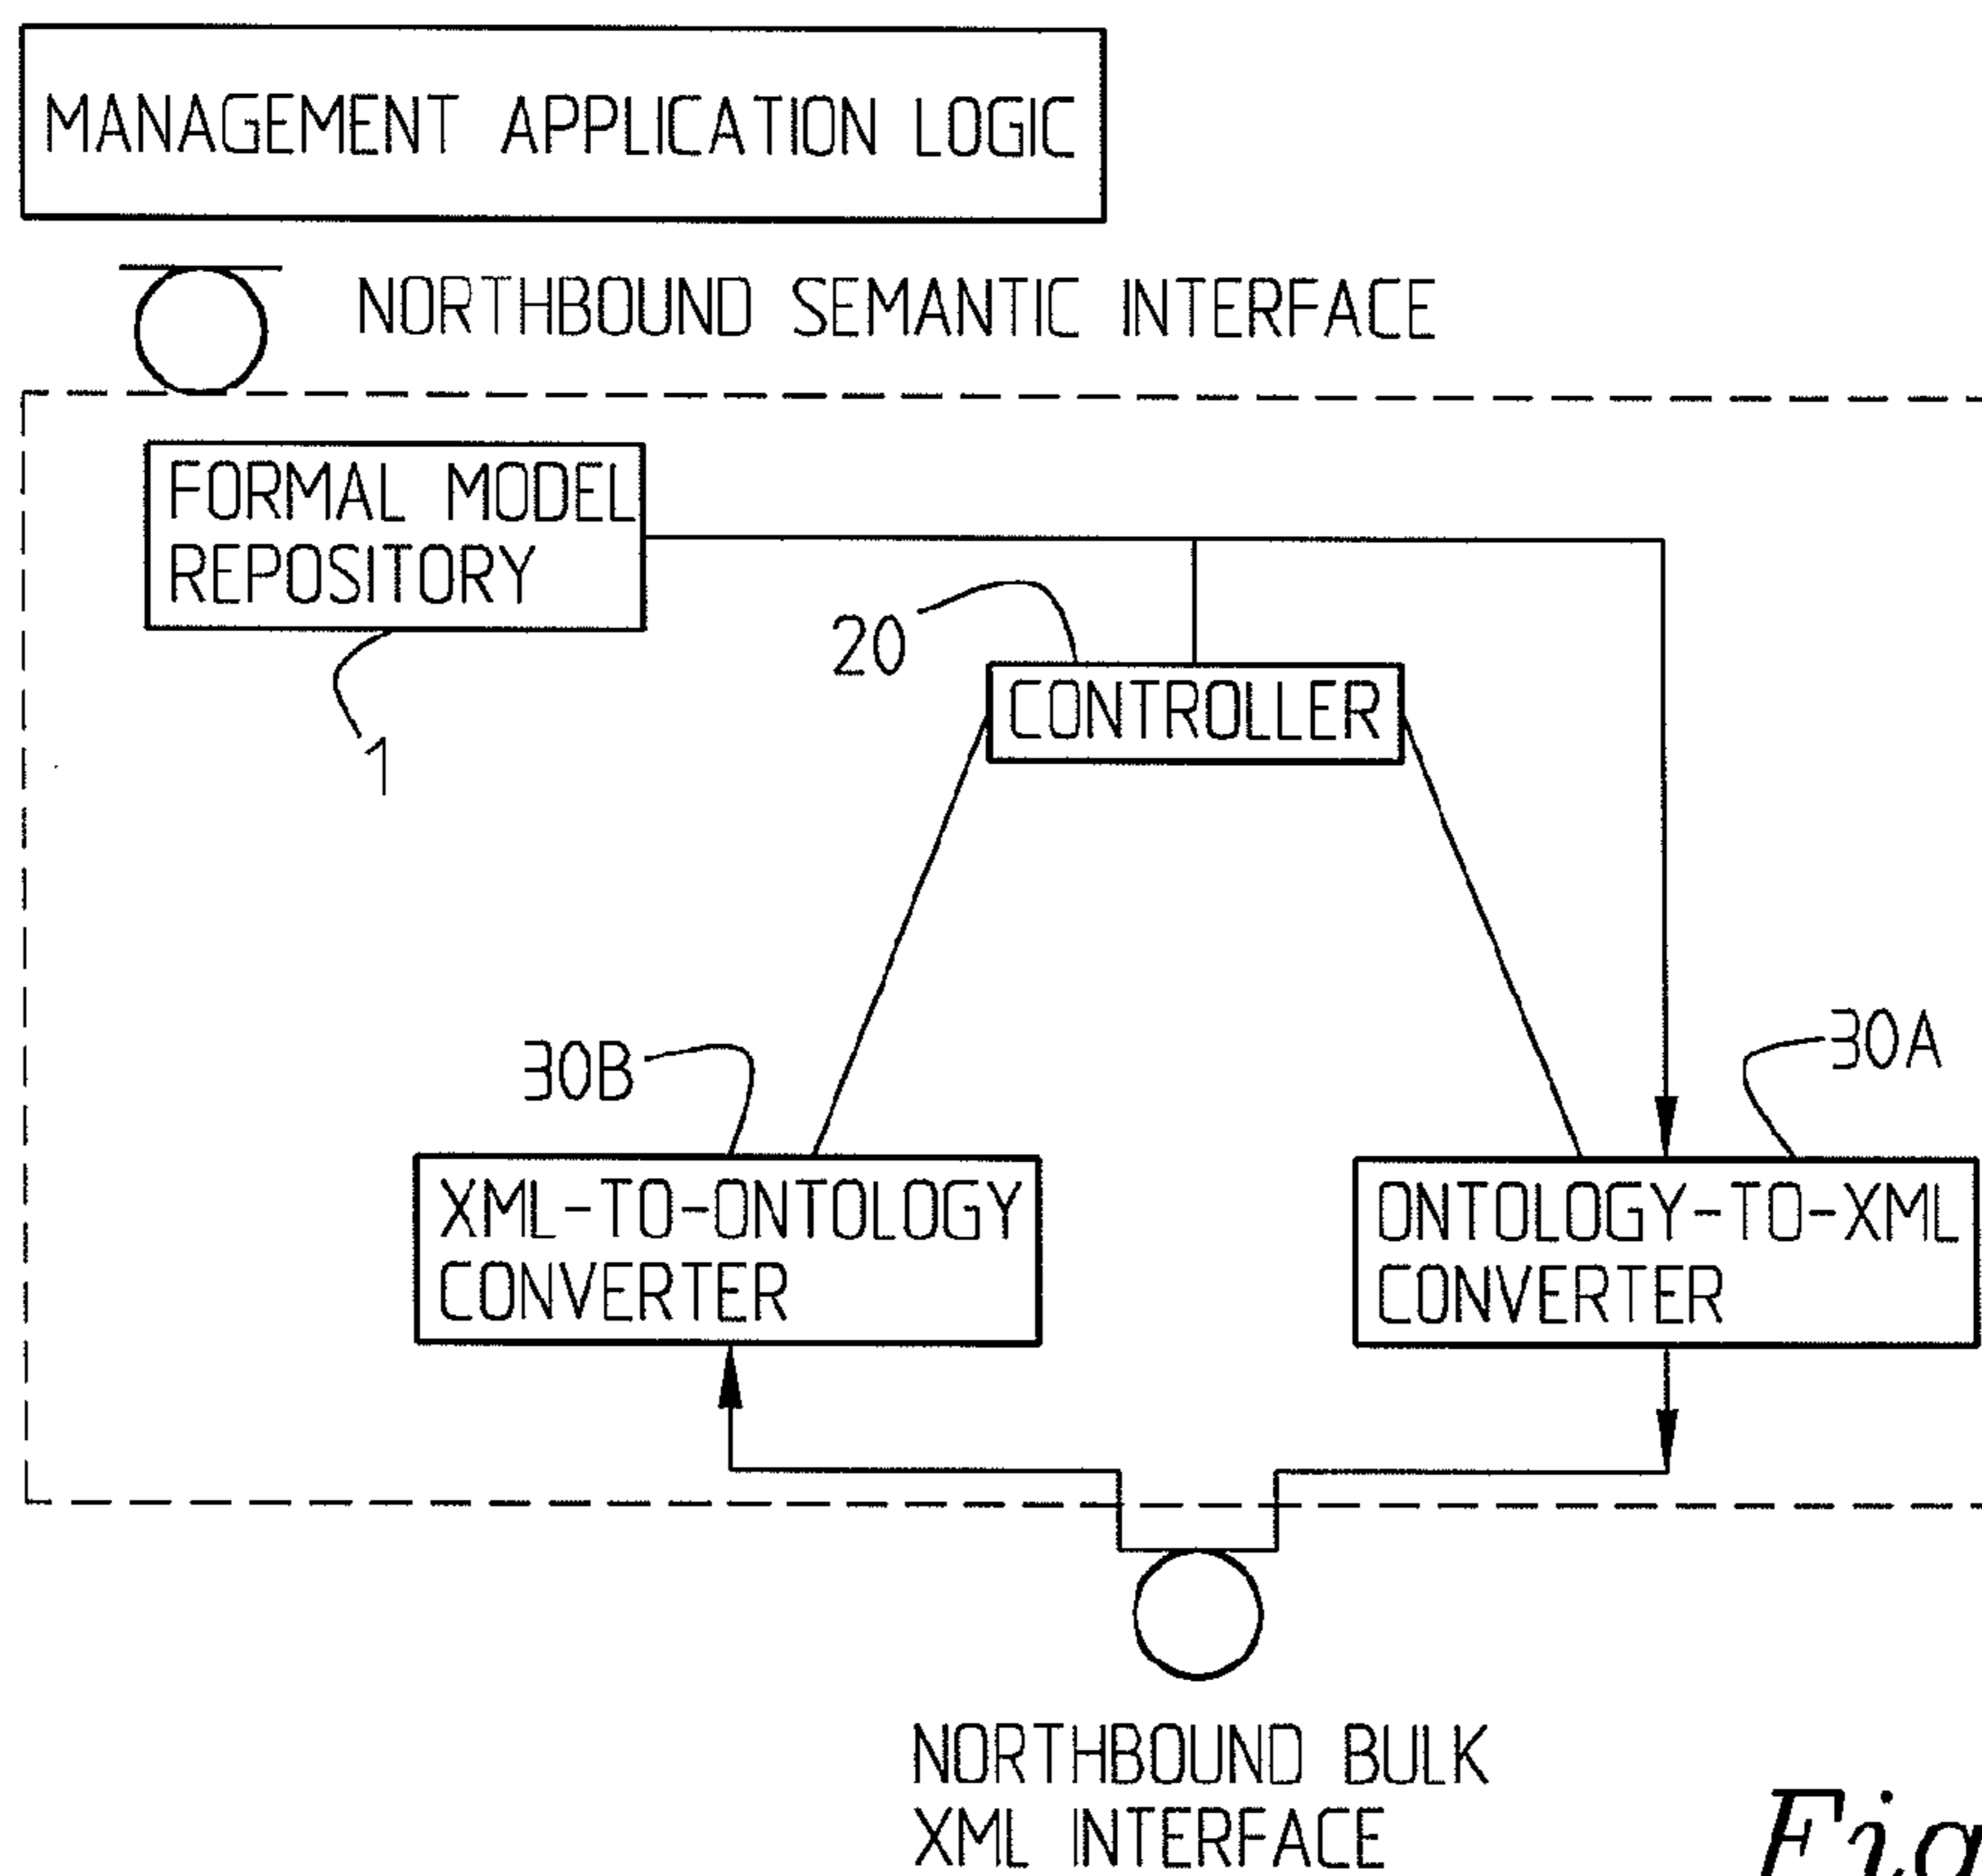 MANAGEMENT APPLICATION LOGIC
NORTHBOUND SEMANTIC INTERFACE
FORMAL MODEL
REPOSITORY
20
CONTROLLER
1
30B
30A
XML-TO-ONTOLOGY
CONVERTER
ONTOLOGY-TO-XML
CONVERTER
NORTHBOUND BULK
XML INTERFACE
Fig